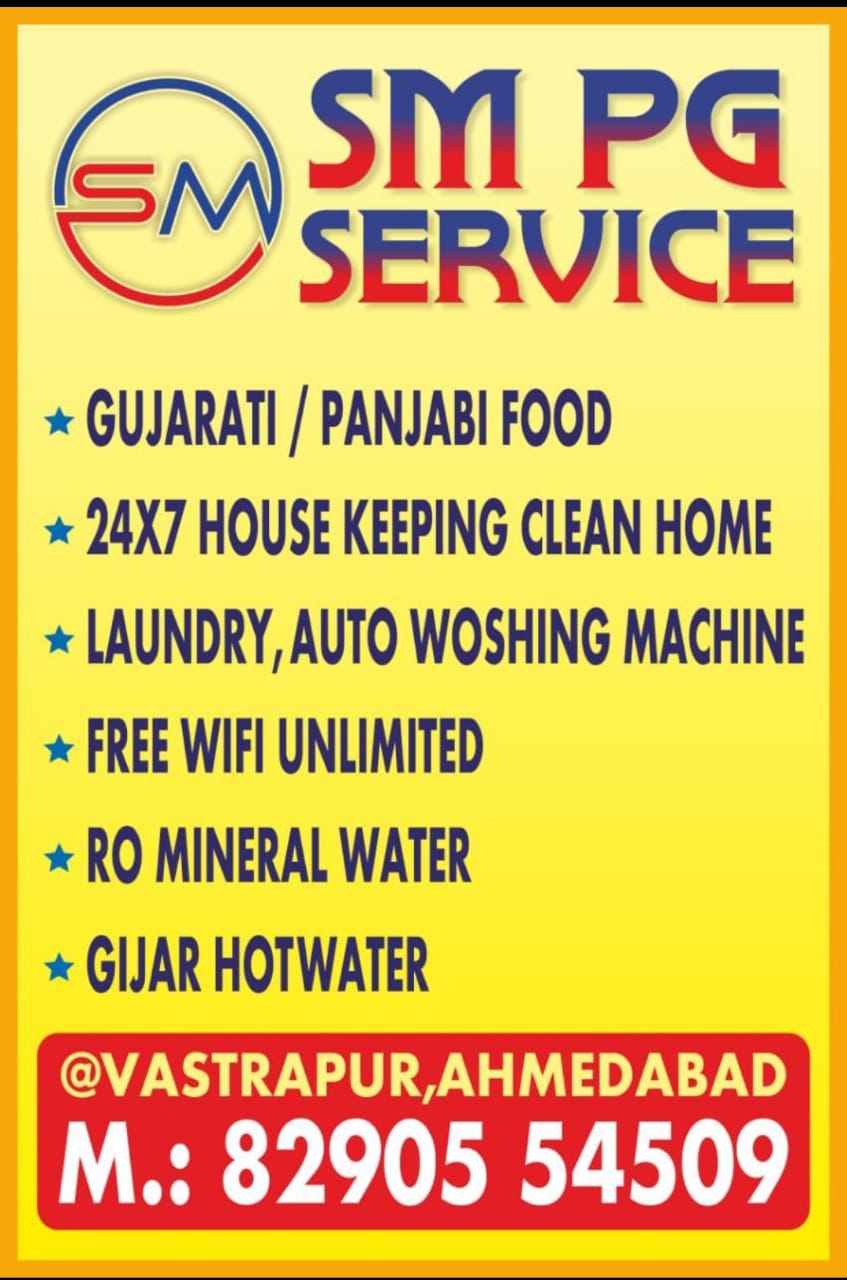 SM
SM PG
SERVICE
GUJARATI / PANJABI FOOD
24X7 HOUSE KEEPING CLEAN HOME
LAUNDRY, AUTO WOSHING MACHINE
FREE WIFI UNLIMITED
RO MINERAL WATER
GIJAR HOTWATER
@VASTRAPUR,AHMEDABAD
M.: 82905 54509